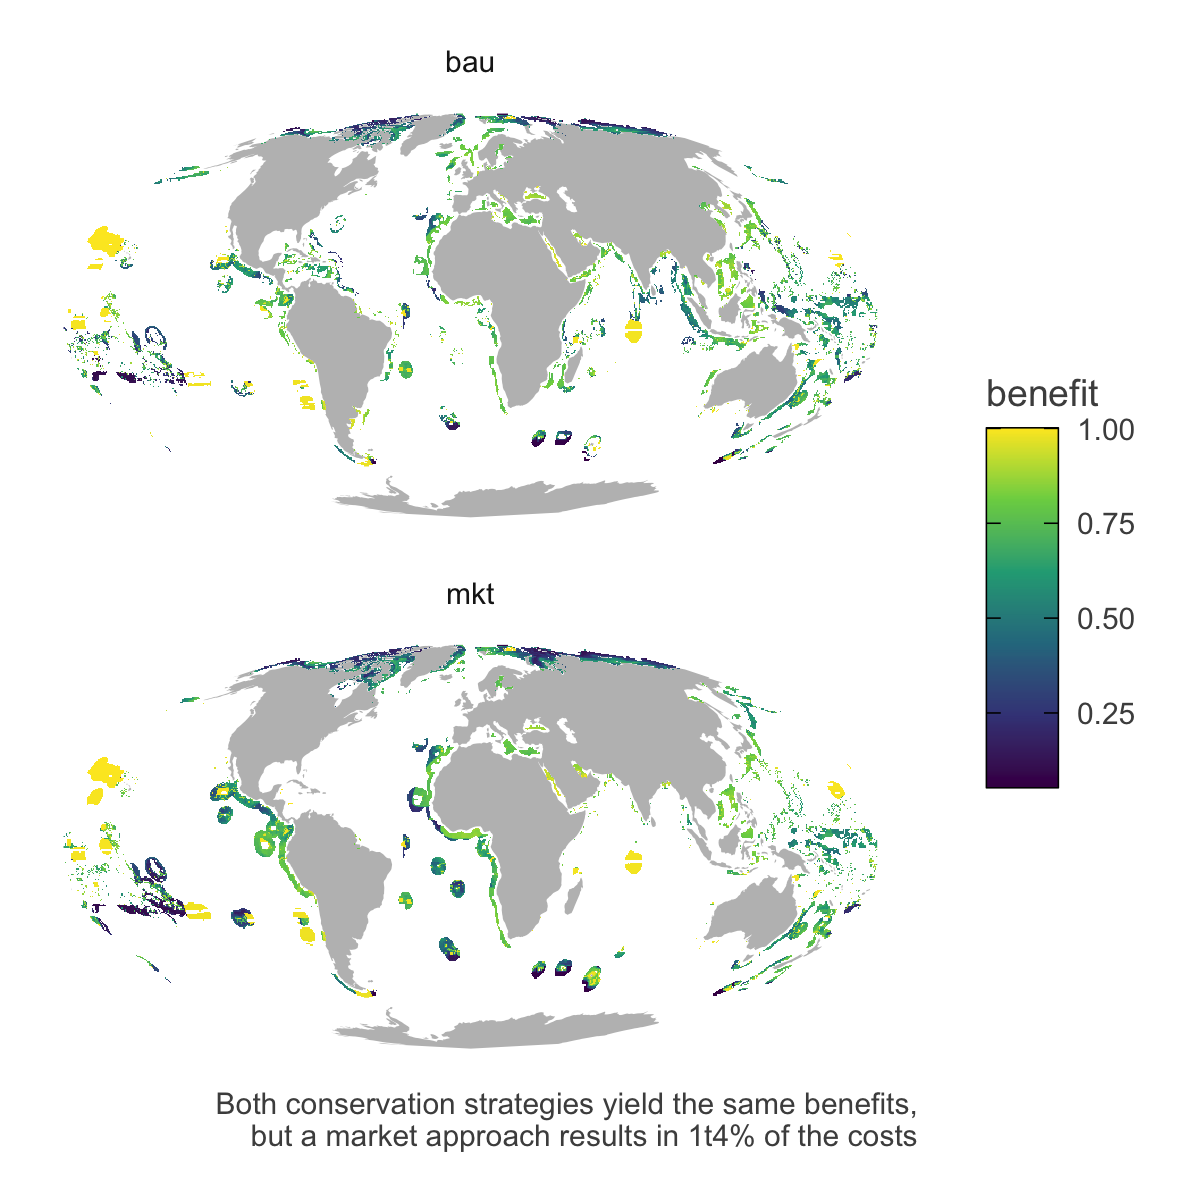 bau
benefit
1.00
0.75
0.50
0.25
mkt
Both conservation strategies yield the same benefits,
but a market approach results in 1t4% of the costs